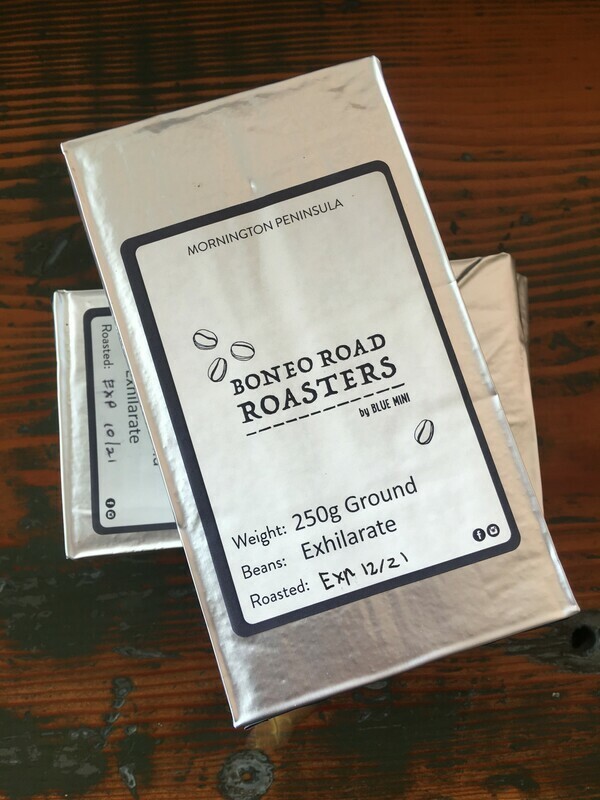 MORNINGTON PENINSULA
BONEO ROAD
ROASTERS
by BLUE MINI
Weight: 250g Ground
Beans: Exhilarate
Roasted: Exp 12/21
Exhilarate
Roasted: Exp 10/21